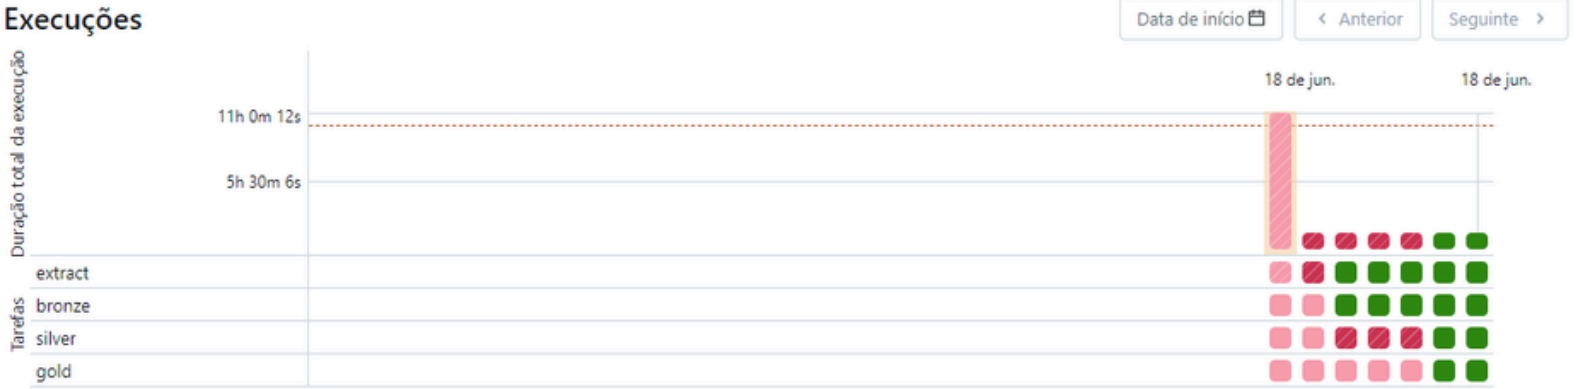 Execuções
Data de início
Anterior
Seguinte
18 de jun.
18 de jun.
Duração total da execução
11h 0m 12s
5h 30m 6s
Tarefas
extract
bronze
silver
gold